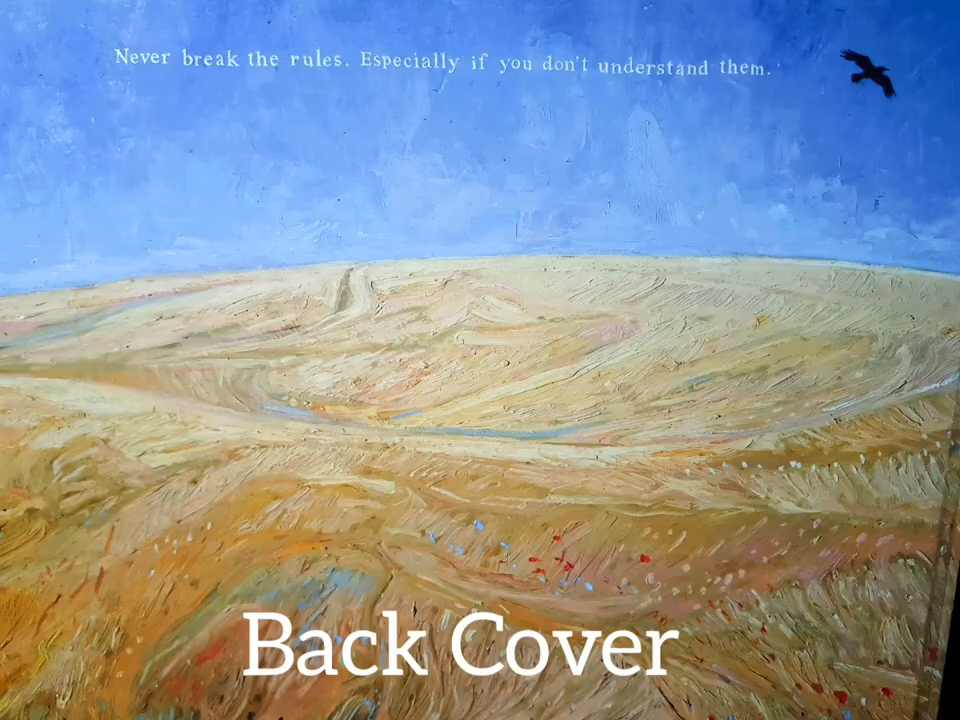 Never break the rules. Especially if you don't understand them.
Back Cover